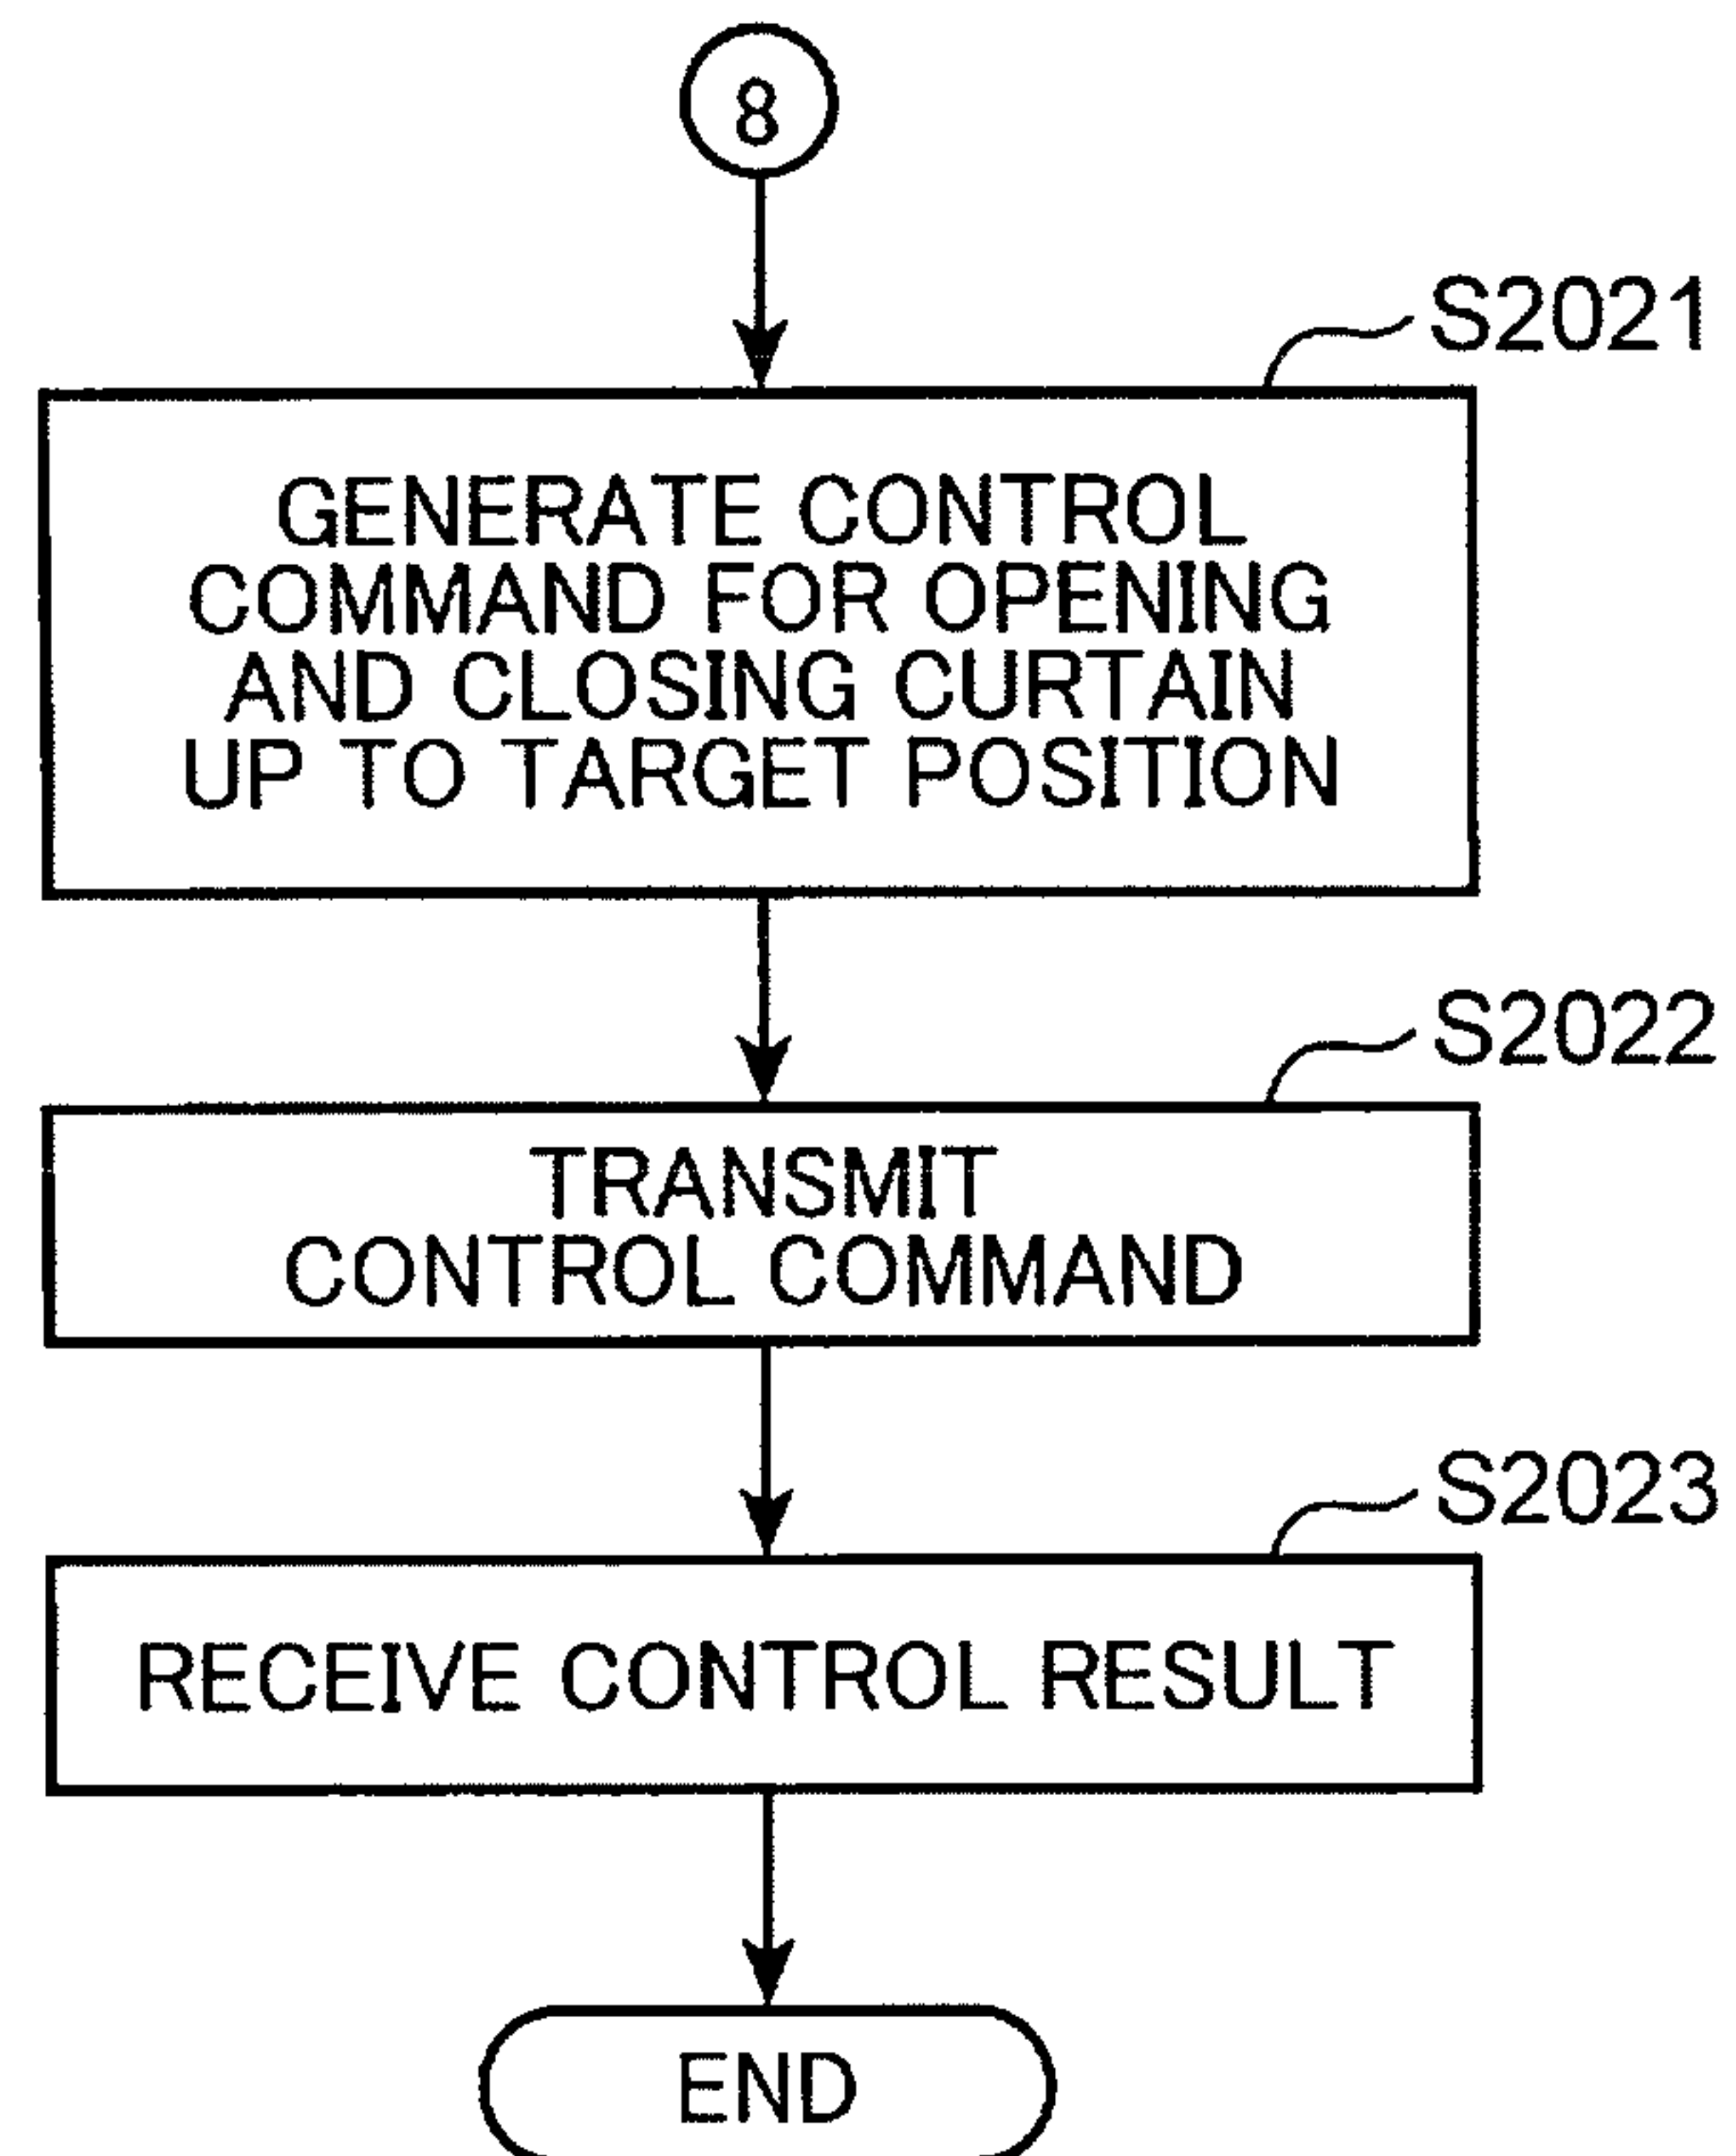 8
S2021
GENERATE CONTROL
COMMAND FOR OPENING
AND CLOSING CURTAIN
UP TO TARGET POSITION
S2022
TRANSMIT
CONTROL COMMAND
S2023
RECEIVE CONTROL RESULT
END